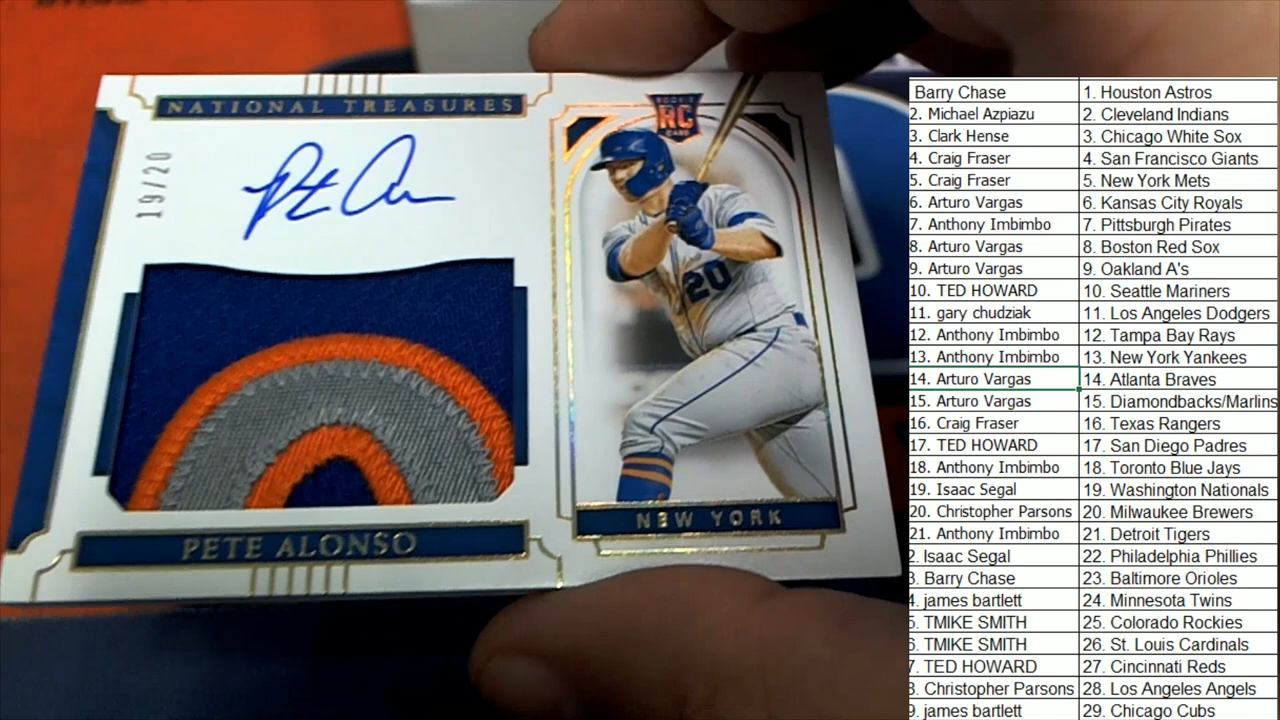 NATIONAL TREASURES
19/20
ROOKIE
RC
CARD
20
NEW YORK
PETE ALONSO
Barry Chase 1. Houston Astros
2. Michael Azpiazu 2. Cleveland Indians
3. Clark Hense 3. Chicago White Sox
4. Craig Fraser 4. San Francisco Giants
5. Craig Fraser 5. New York Mets
6. Arturo Vargas 6. Kansas City Royals
7. Anthony Imbimbo 7. Pittsburgh Pirates
8. Arturo Vargas 8. Boston Red Sox
9. Arturo Vargas 9. Oakland A's
10. TED HOWARD 10. Seattle Mariners
11. gary chudziak 11. Los Angeles Dodgers
12. Anthony Imbimbo 12. Tampa Bay Rays
13. Anthony Imbimbo 13. New York Yankees
14. Arturo Vargas 14. Atlanta Braves
15. Arturo Vargas 15. Diamondbacks/Marlins
16. Craig Fraser 16. Texas Rangers
17. TED HOWARD 17. San Diego Padres
18. Anthony Imbimbo 18. Toronto Blue Jays
19. Isaac Segal 19. Washington Nationals
20. Christopher Parsons 20. Milwaukee Brewers
21. Anthony Imbimbo 21. Detroit Tigers
2. Isaac Segal 22. Philadelphia Phillies
3. Barry Chase 23. Baltimore Orioles
4. james bartlett 24. Minnesota Twins
5. TMIKE SMITH 25. Colorado Rockies
6. TMIKE SMITH 26. St. Louis Cardinals
7. TED HOWARD 27. Cincinnati Reds
8. Christopher Parsons 28. Los Angeles Angels
9. james bartlett 29. Chicago Cubs